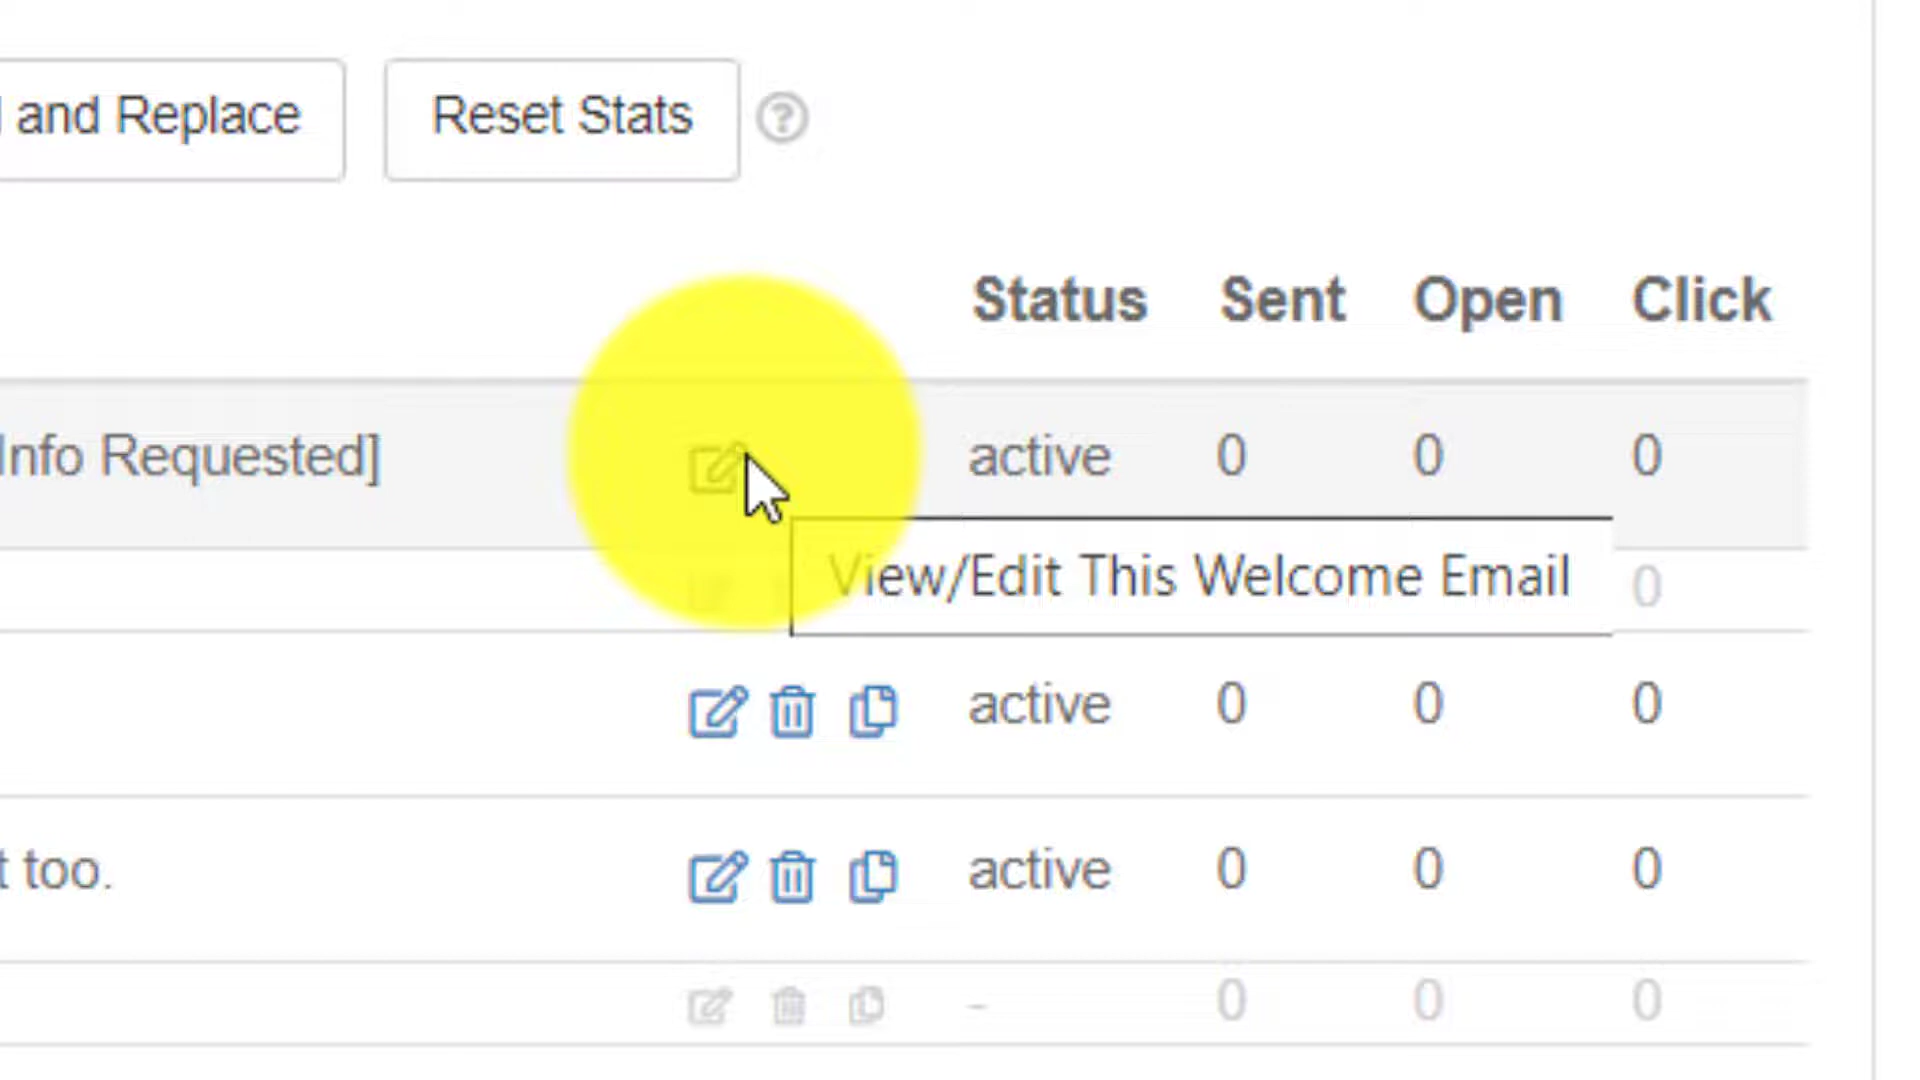 and Replace Reset Stats ?
Status Sent Open Click
Info Requested] active 0 0 0
View/Edit This Welcome Email 0
active 0 0 0
t too. active 0 0 0
- 0 0 0